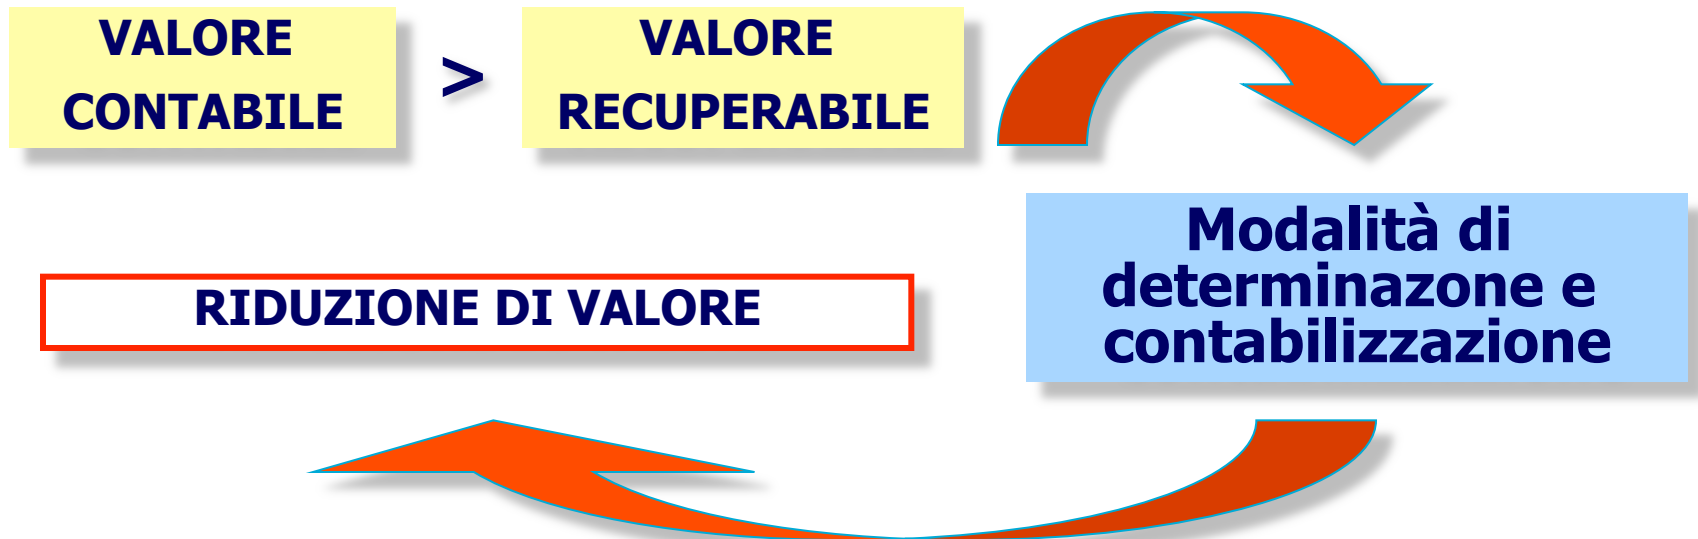 VALORE
CONTABILE
>
VALORE
RECUPERABILE
Modalità di
determinazone e
contabilizzazione
RIDUZIONE DI VALORE